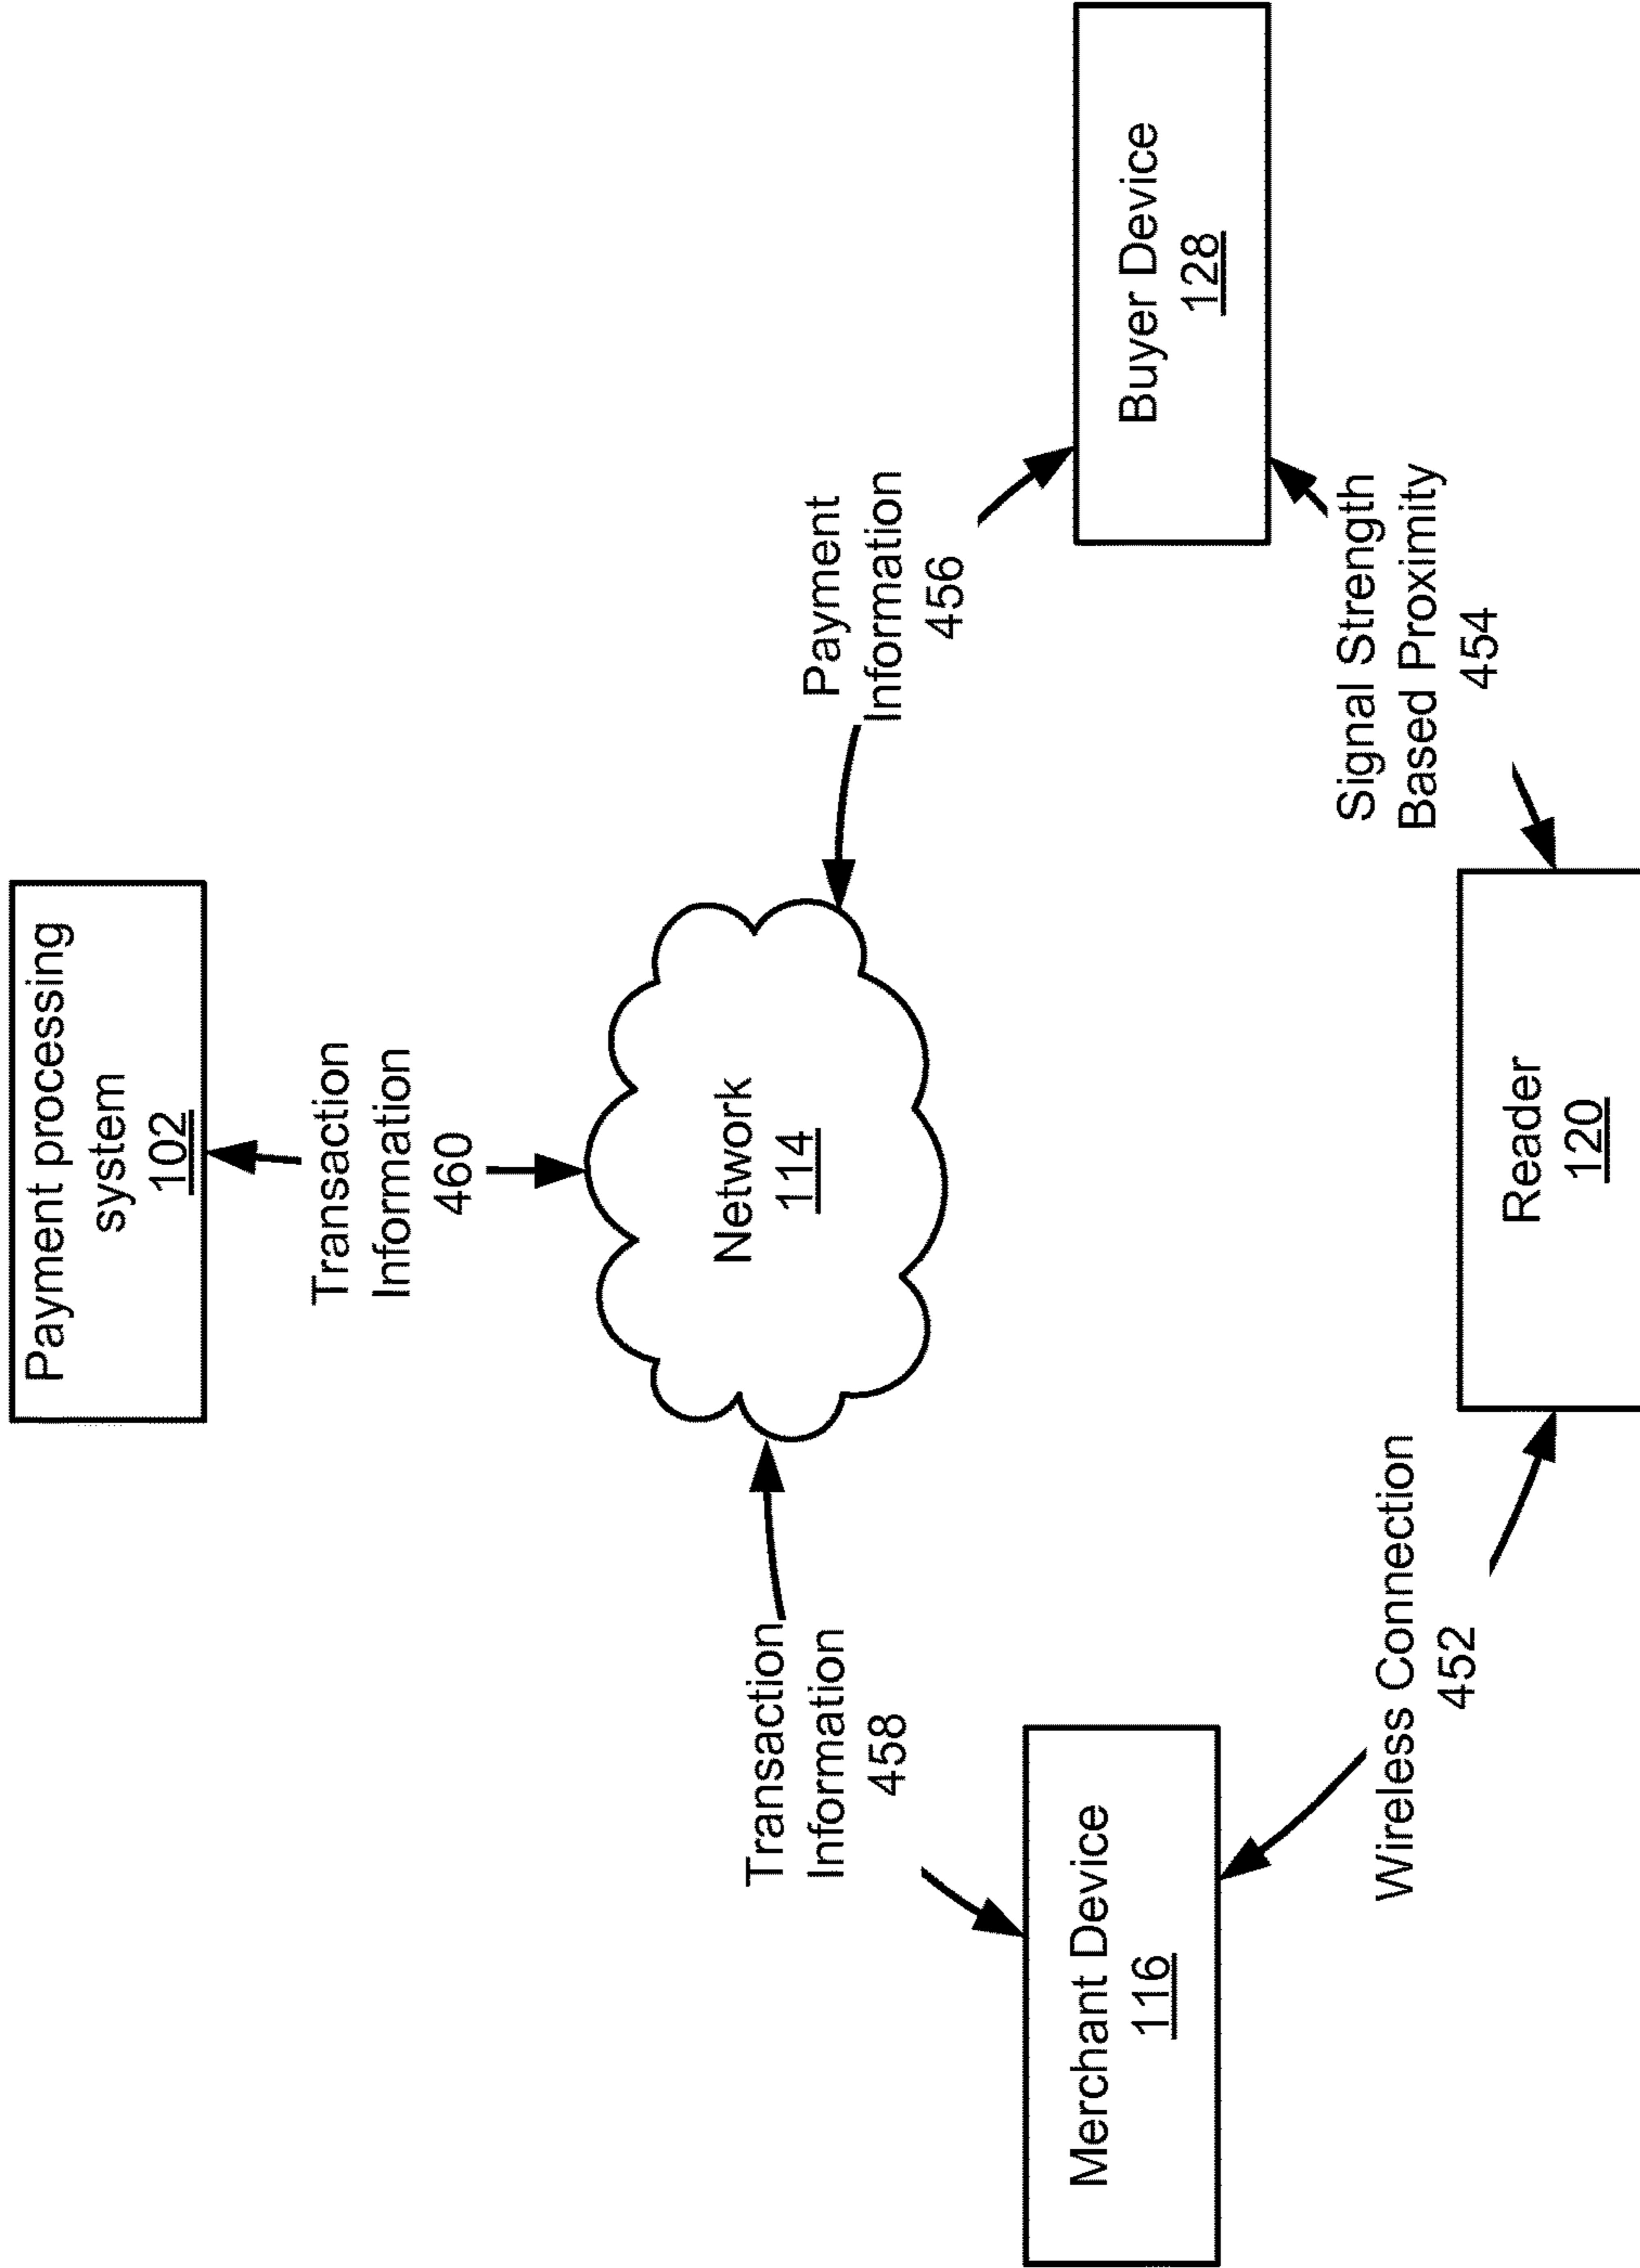 Payment processing
system
102
Transaction
Information
460
Network
114
Transaction
Information
458
Payment
Information
456
Merchant Device
116
Buyer Device
128
Wireless Connection
452
Signal Strength
Based Proximity
454
Reader
120